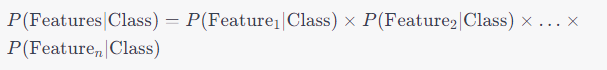 P(Features|Class) = P(Feature₁|Class) × P(Feature₂|Class) × … ×
P(Featureₙ|Class)